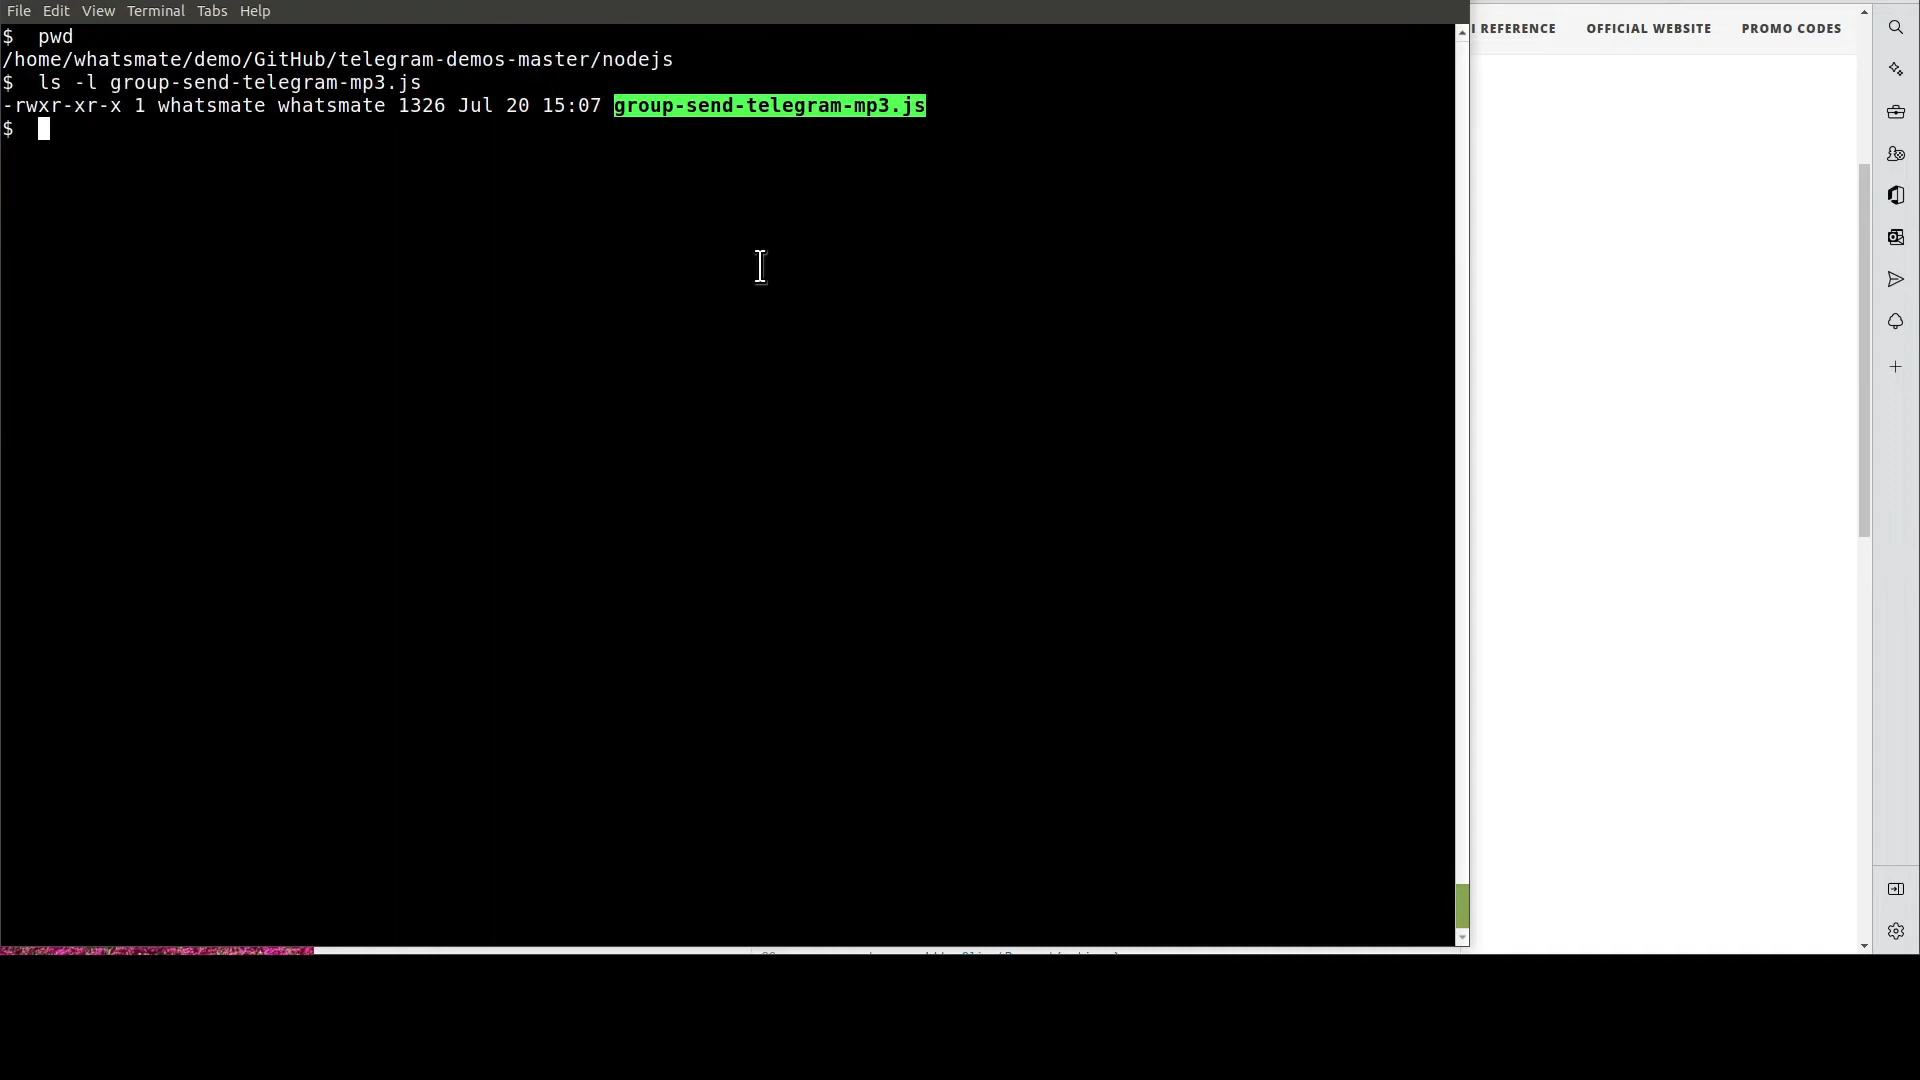 File Edit View Terminal Tabs Help
$ pwd
/home/whatsmate/demo/GitHub/telegram-demos-master/nodejs
$ ls -l group-send-telegram-mp3.js
-rwxr-xr-x 1 whatsmate whatsmate 1326 Jul 20 15:07 group-send-telegram-mp3.js
$
REFERENCE OFFICIAL WEBSITE PROMO CODES